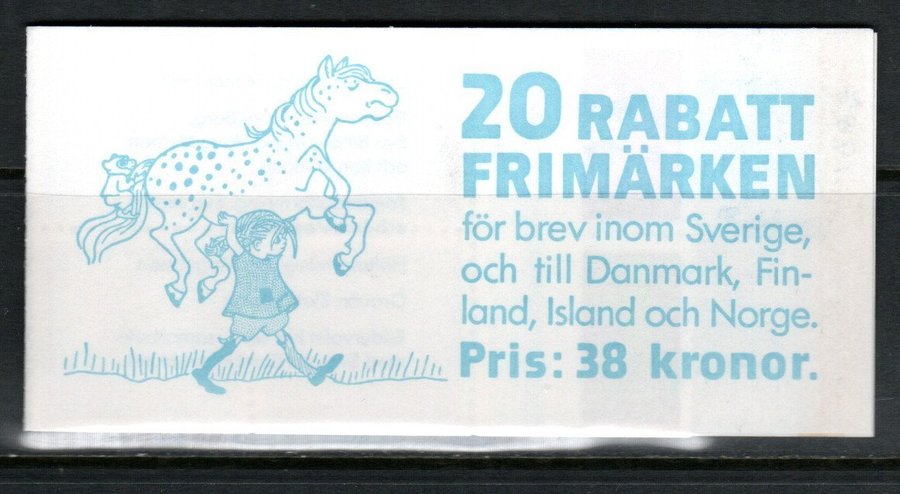 20 RABATT
FRIMÄRKEN
för brev inom Sverige,
och till Danmark, Fin-
land, Island och Norge.
Pris: 38 kronor.